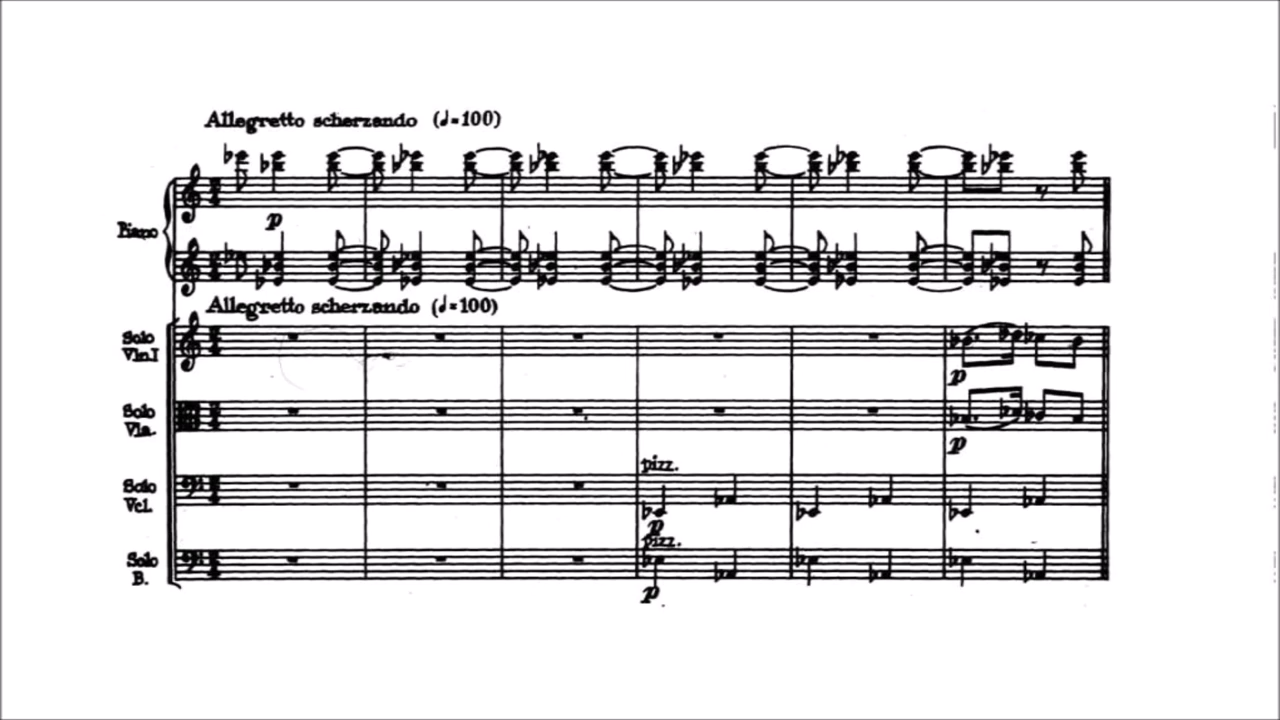 Allegretto scherzando (♩=100)
p
Piano
Allegretto scherzando (♩=100)
Solo
Vln.I
p
Solo
Vla.
p
pizz.
Solo
Vcl.
p
pizz.
Solo
B.
p